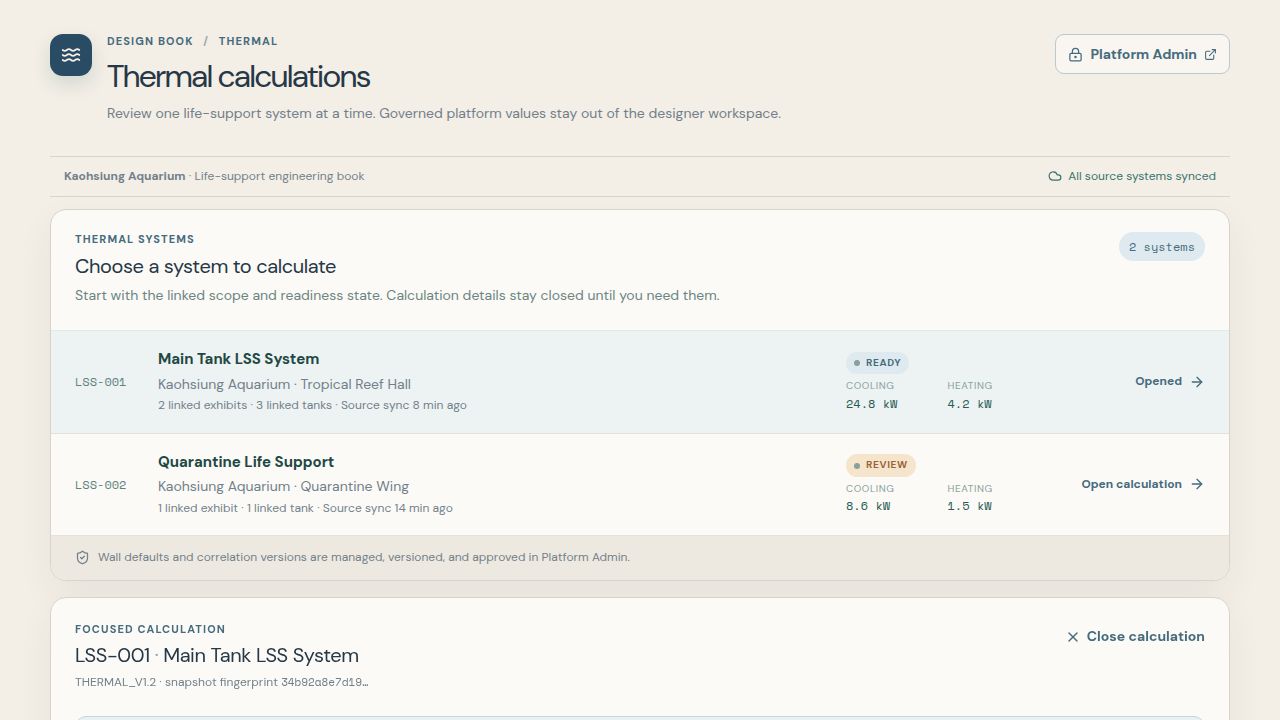 DESIGN BOOK / THERMAL
Thermal calculations
Review one life-support system at a time. Governed platform values stay out of the designer workspace.
Platform Admin
Kaohsiung Aquarium · Life-support engineering book
All source systems synced
THERMAL SYSTEMS
Choose a system to calculate
Start with the linked scope and readiness state. Calculation details stay closed until you need them.
2 systems
LSS-001
Main Tank LSS System
Kaohsiung Aquarium · Tropical Reef Hall
2 linked exhibits · 3 linked tanks · Source sync 8 min ago
READY
COOLING
24.8 kW
HEATING
4.2 kW
Opened
LSS-002
Quarantine Life Support
Kaohsiung Aquarium · Quarantine Wing
1 linked exhibit · 1 linked tank · Source sync 14 min ago
REVIEW
COOLING
8.6 kW
HEATING
1.5 kW
Open calculation
Wall defaults and correlation versions are managed, versioned, and approved in Platform Admin.
FOCUSED CALCULATION
LSS-001 · Main Tank LSS System
THERMAL_V1.2 · snapshot fingerprint 34b92a8e7d19…
Close calculation